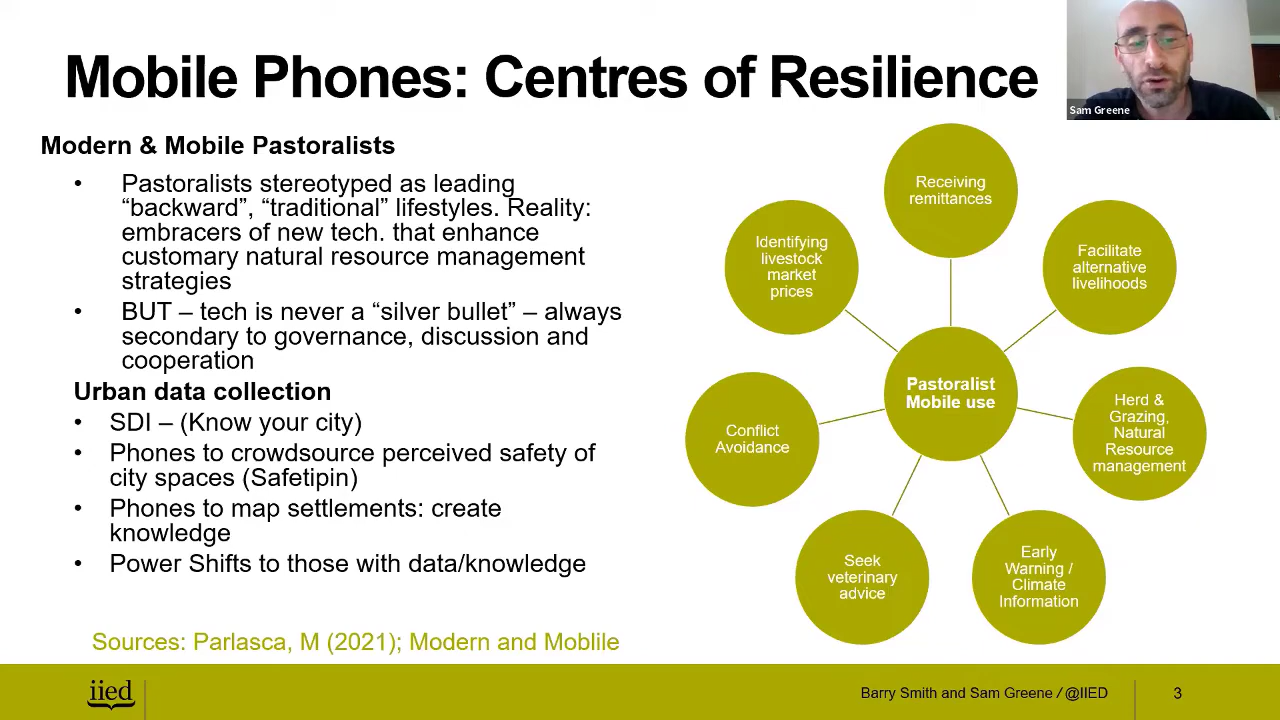 Mobile Phones: Centres of Resilience
Sam Greene
Modern & Mobile Pastoralists
• Pastoralists stereotyped as leading
“backward”, “traditional” lifestyles. Reality:
embracers of new tech. that enhance
customary natural resource management
strategies
• BUT – tech is never a “silver bullet” – always
secondary to governance, discussion and
cooperation
Urban data collection
• SDI – (Know your city)
• Phones to crowdsource perceived safety of
city spaces (Safetipin)
• Phones to map settlements: create
knowledge
• Power Shifts to those with data/knowledge
Sources: Parlasca, M (2021); Modern and Moblile
Pastoralist
Mobile use
Receiving
remittances
Facilitate
alternative
livelihoods
Herd &
Grazing,
Natural
Resource
management
Early
Warning /
Climate
Information
Seek
veterinary
advice
Conflict
Avoidance
Identifying
livestock
market
prices
iied
Barry Smith and Sam Greene / @IIED
3